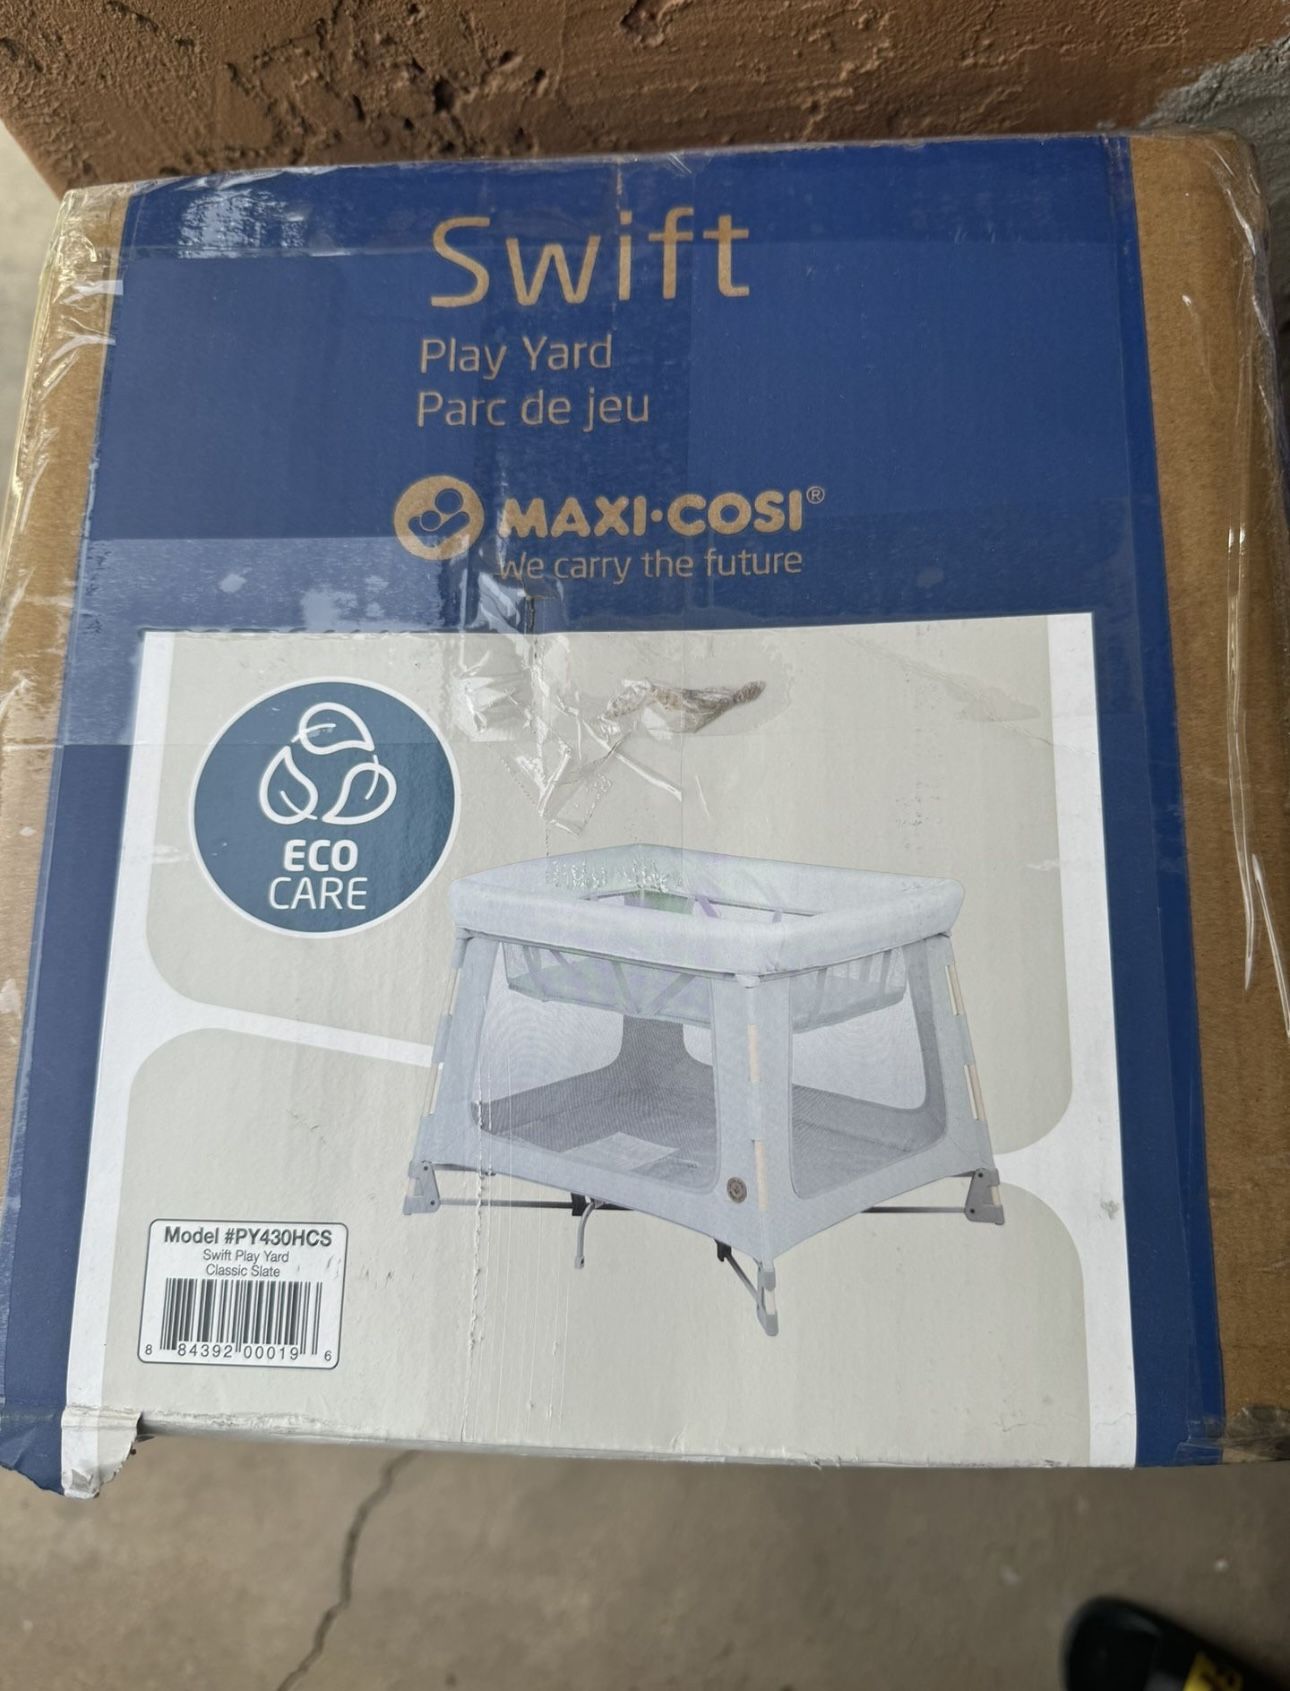 Swift
Play Yard
Parc de jeu
MAXI·COSI®
We carry the future
ECO
CARE
Model #PY430HCS
Swift Play Yard
Classic Slate
8 84392 00019 6